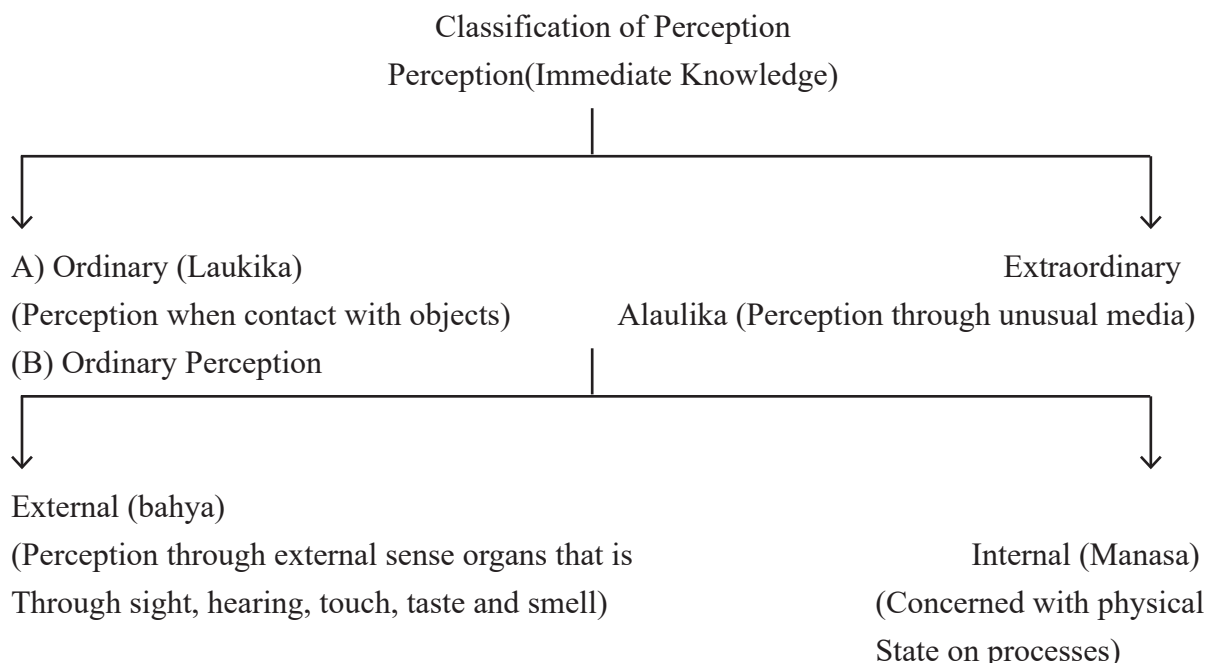 Classification of Perception
Perception(Immediate Knowledge)
A) Ordinary (Laukika)
(Perception when contact with objects)
Extraordinary
Alaulika (Perception through unusual media)
(B) Ordinary Perception
External (bahya)
(Perception through external sense organs that is
Through sight, hearing, touch, taste and smell)
Internal (Manasa)
(Concerned with physical
State on processes)